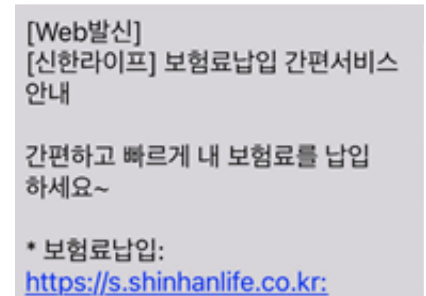 [Web발신]
[신한라이프] 보험료납입 간편서비스
안내
간편하고 빠르게 내 보험료를 납입
하세요~
* 보험료납입:
https://s.shinhanlife.co.kr: